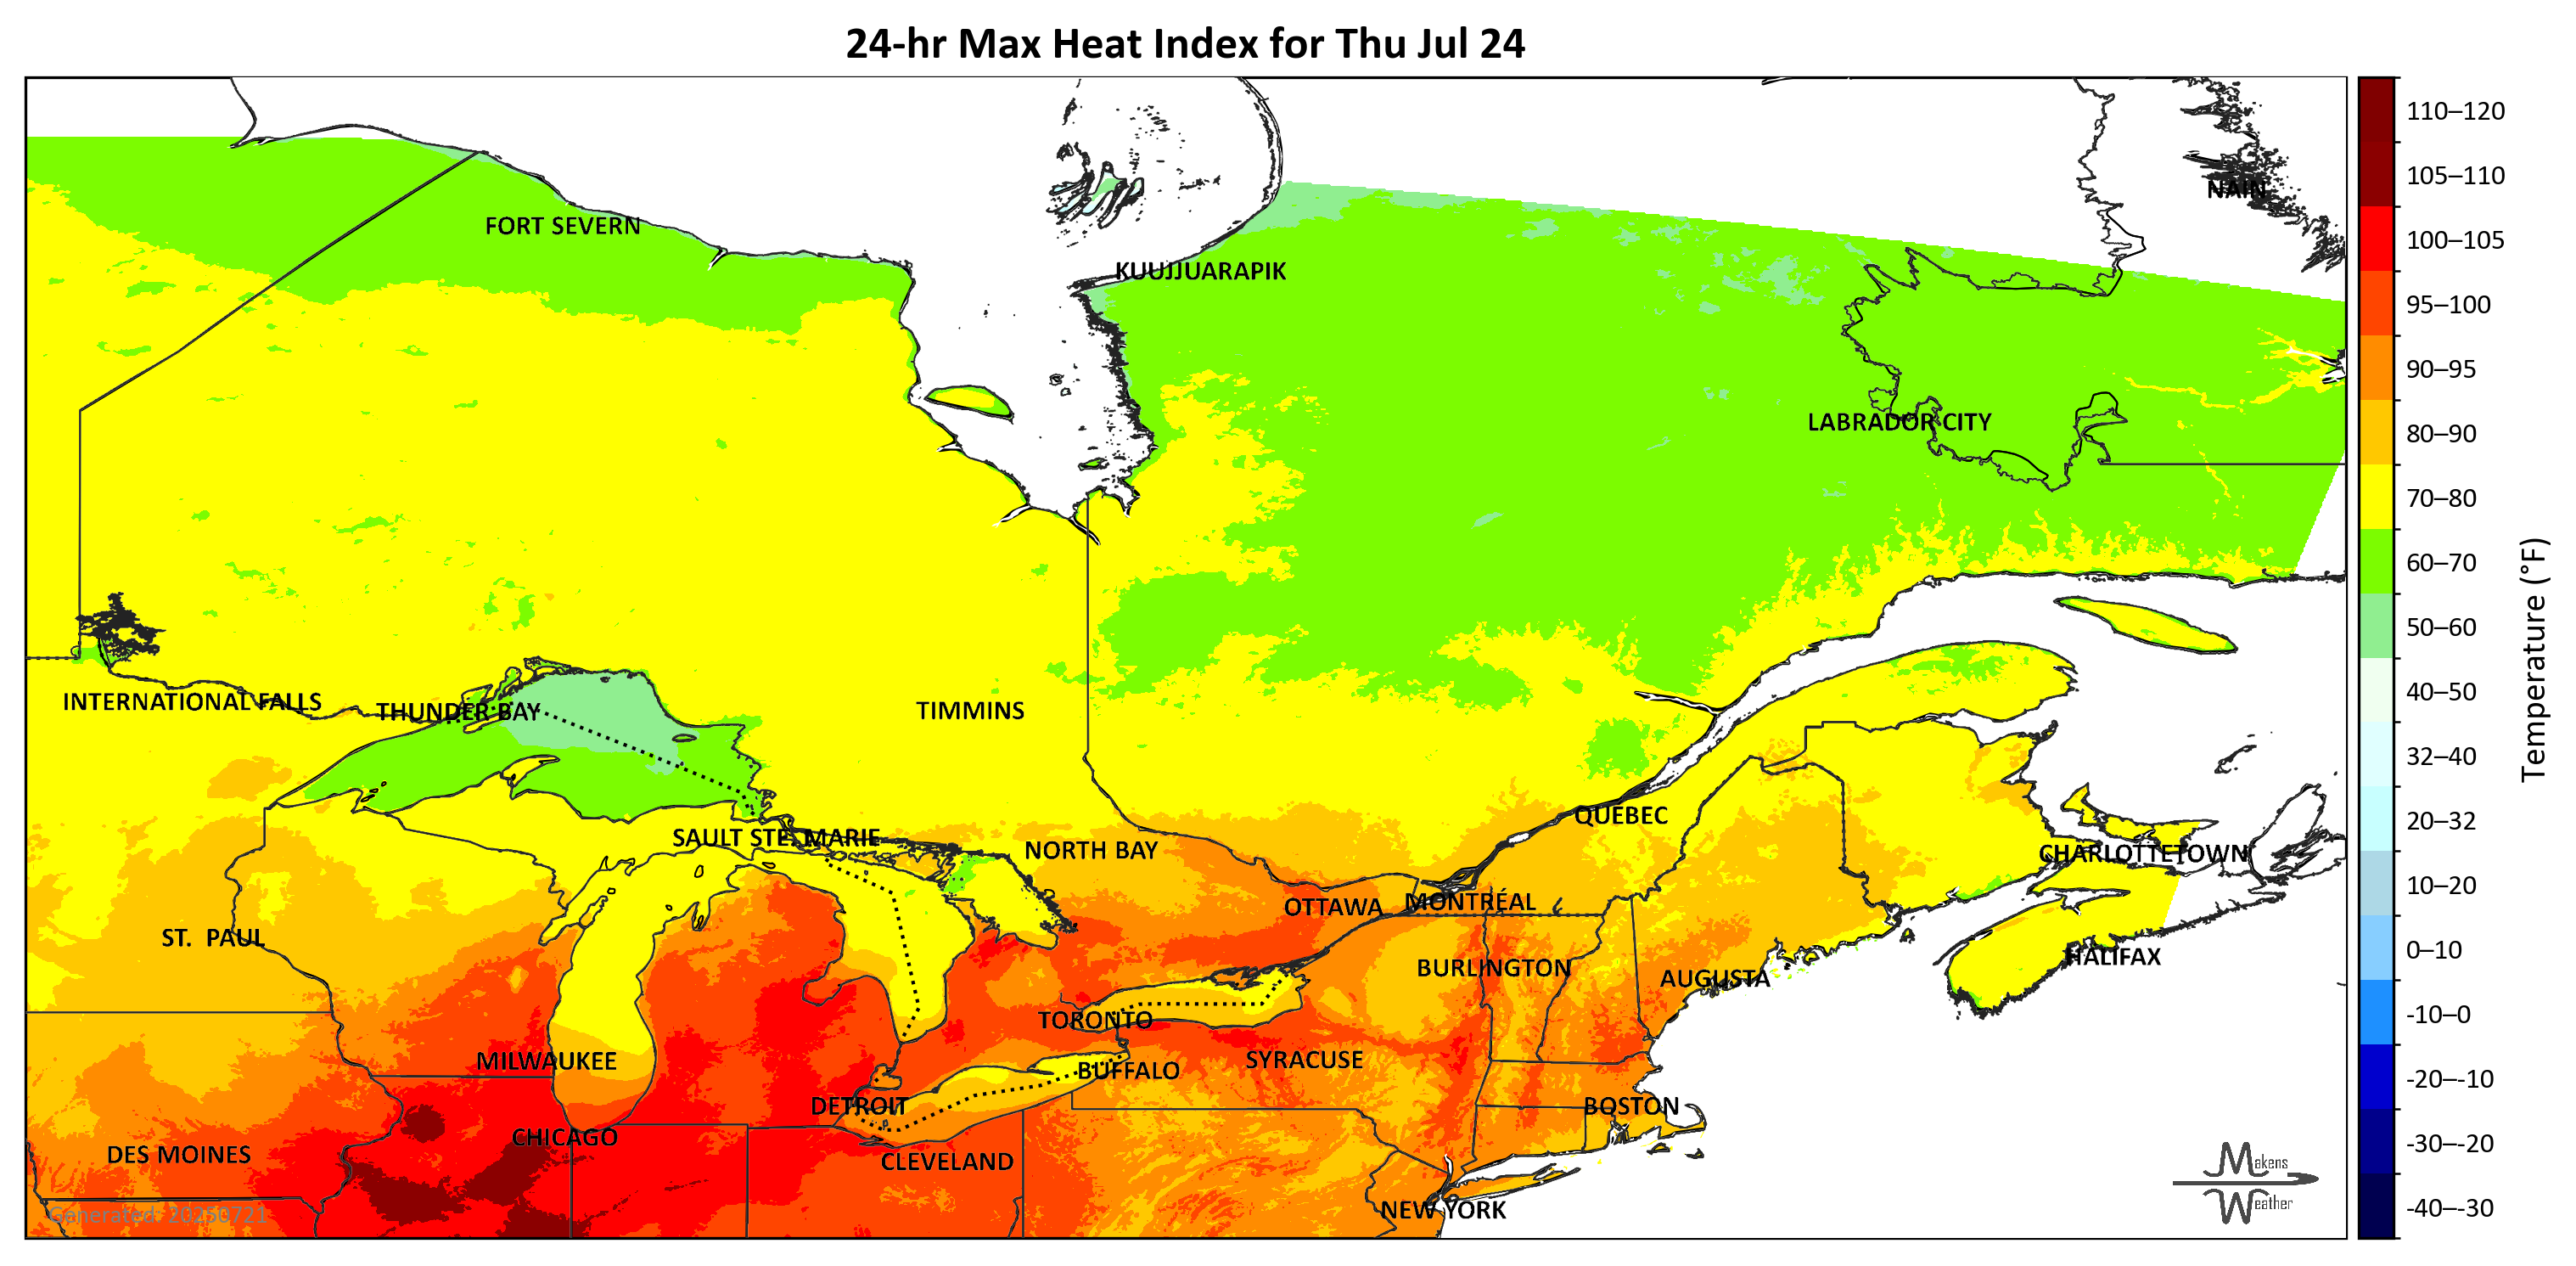 24-hr Max Heat Index for Thu Jul 24
NAIN
FORT SEVERN
KUUJJUARAPIK
LABRADOR CITY
INTERNATIONAL FALLS
THUNDER BAY
TIMMINS
QUEBEC
SAULT STE. MARIE
NORTH BAY
CHARLOTTETOWN
OTTAWA
MONTRÉAL
ST. PAUL
HALIFAX
BURLINGTON
AUGUSTA
TORONTO
MILWAUKEE
SYRACUSE
BUFFALO
DETROIT
BOSTON
CHICAGO
DES MOINES
CLEVELAND
NEW YORK
Generated: 20250721
Makens
Weather
110–120
105–110
100–105
95–100
90–95
80–90
70–80
60–70
50–60
40–50
32–40
20–32
10–20
0–10
-10–0
-20–-10
-30–-20
-40–-30
Temperature (°F)